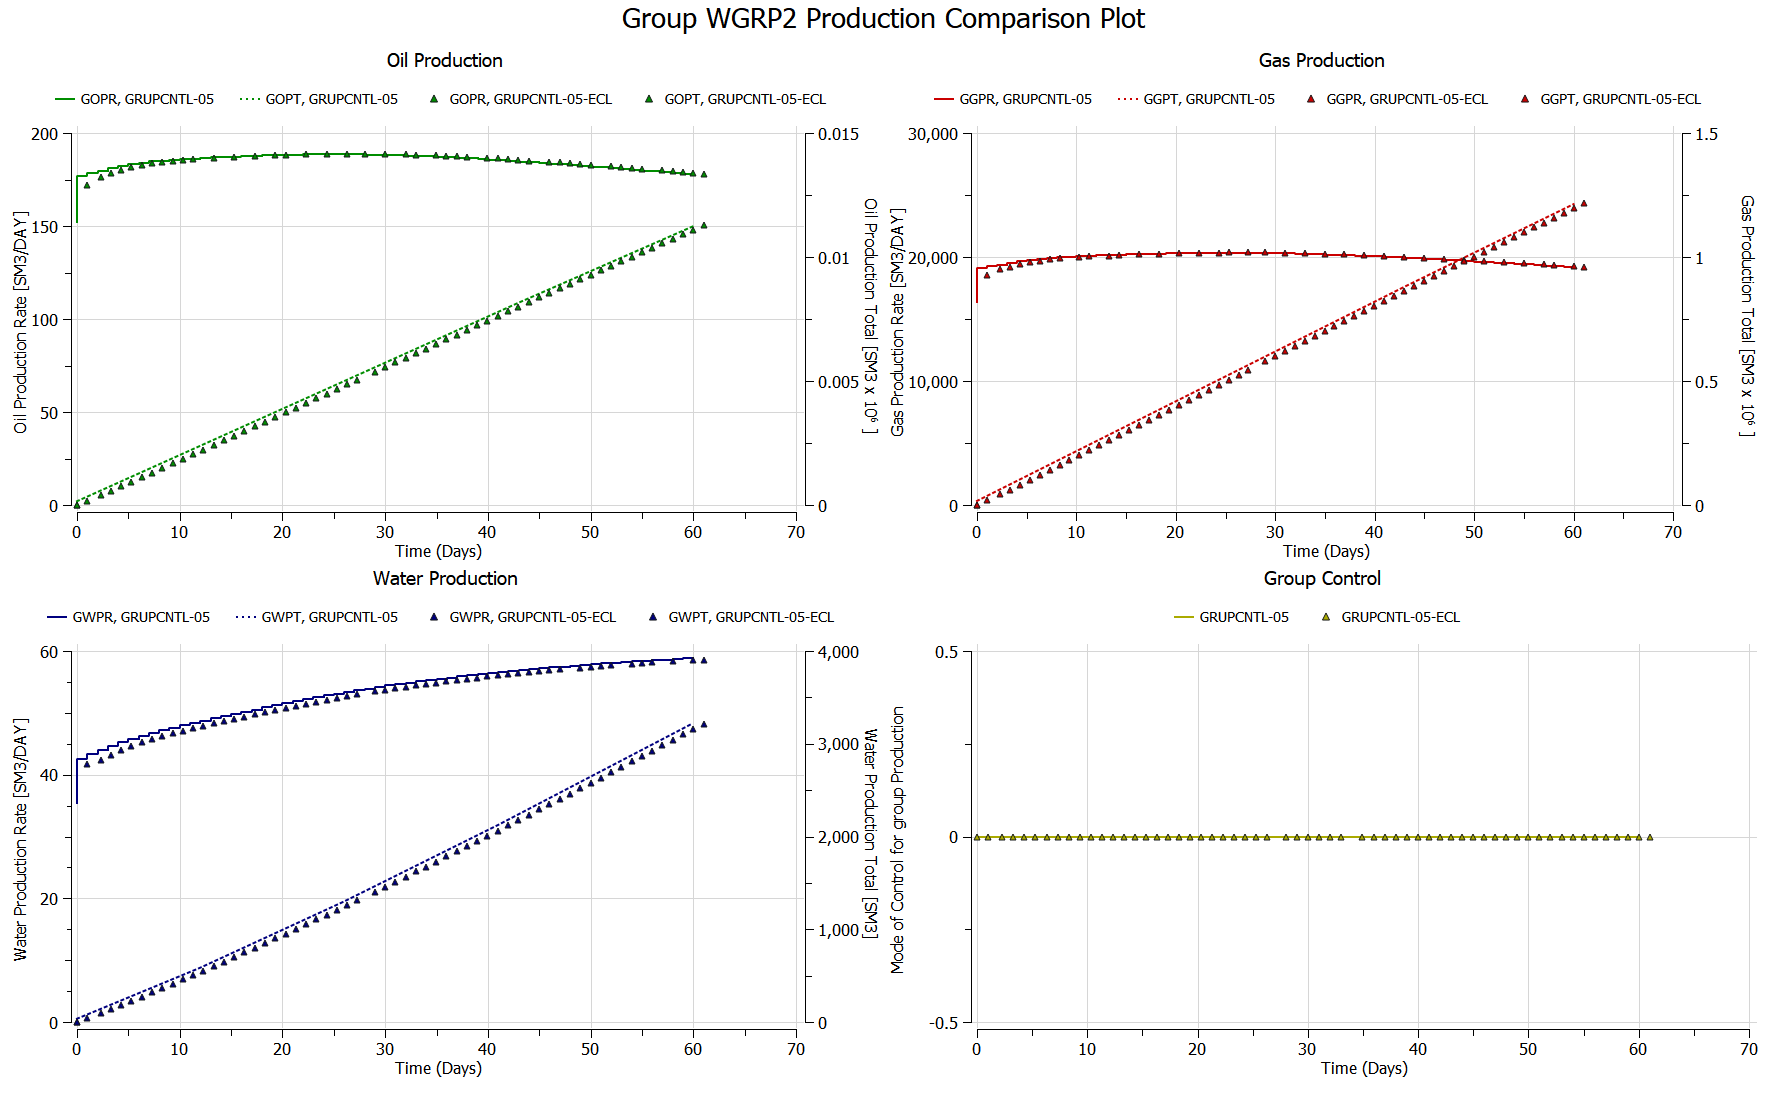 Group WGRP2 Production Comparison Plot
Oil Production
GOPR, GRUPCNTL-05 GOPT, GRUPCNTL-05 GOPR, GRUPCNTL-05-ECL GOPT, GRUPCNTL-05-ECL
200
150
100
50
0
Oil Production Rate [SM3/DAY]
0.015
0.01
0.005
0
Oil Production Total [SM3 x 10⁶ ]
0 10 20 30 40 50 60 70
Time (Days)
Gas Production
GGPR, GRUPCNTL-05 GGPT, GRUPCNTL-05 GGPR, GRUPCNTL-05-ECL GGPT, GRUPCNTL-05-ECL
30,000
20,000
10,000
0
Gas Production Rate [SM3/DAY]
1.5
1
0.5
0
Gas Production Total [SM3 x 10⁶ ]
0 10 20 30 40 50 60 70
Time (Days)
Water Production
GWPR, GRUPCNTL-05 GWPT, GRUPCNTL-05 GWPR, GRUPCNTL-05-ECL GWPT, GRUPCNTL-05-ECL
60
40
20
0
Water Production Rate [SM3/DAY]
4,000
3,000
2,000
1,000
0
Water Production Total [SM3]
0 10 20 30 40 50 60 70
Time (Days)
Group Control
GRUPCNTL-05 GRUPCNTL-05-ECL
0.5
0
-0.5
Mode of Control for group Production
0 10 20 30 40 50 60 70
Time (Days)